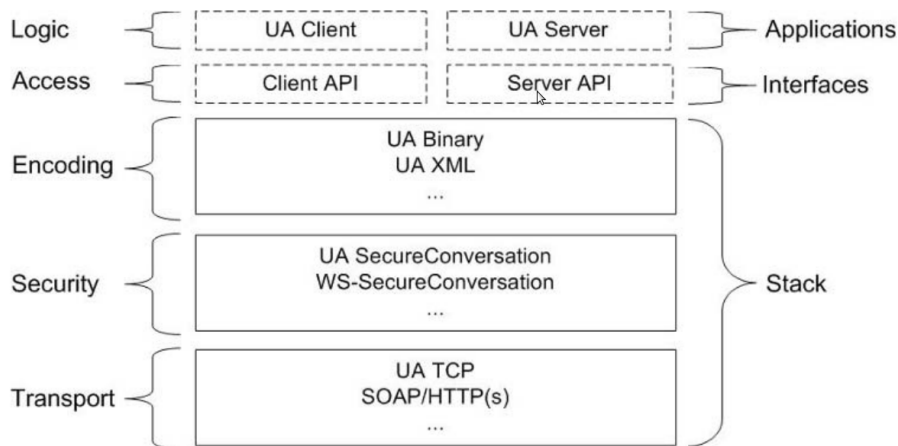 Logic UA Client UA Server Applications
Access Client API Server API Interfaces
UA Binary
Encoding UA XML
...
UA SecureConversation
Security WS-SecureConversation Stack
...
UA TCP
Transport SOAP/HTTP(s)
...